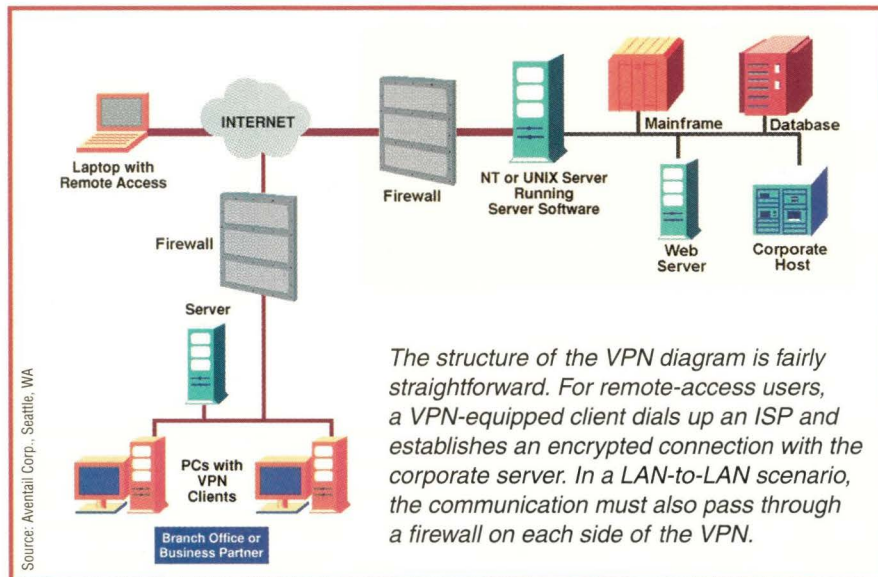 INTERNET
Laptop with
Remote Access
Firewall
NT or UNIX Server
Running
Server Software
Mainframe
Database
Web
Server
Corporate
Host
Firewall
Server
PCs with
VPN
Clients
Branch Office or
Business Partner
The structure of the VPN diagram is fairly
straightforward. For remote-access users,
a VPN-equipped client dials up an ISP and
establishes an encrypted connection with the
corporate server. In a LAN-to-LAN scenario,
the communication must also pass through
a firewall on each side of the VPN.
Source: Aventail Corp., Seattle, WA